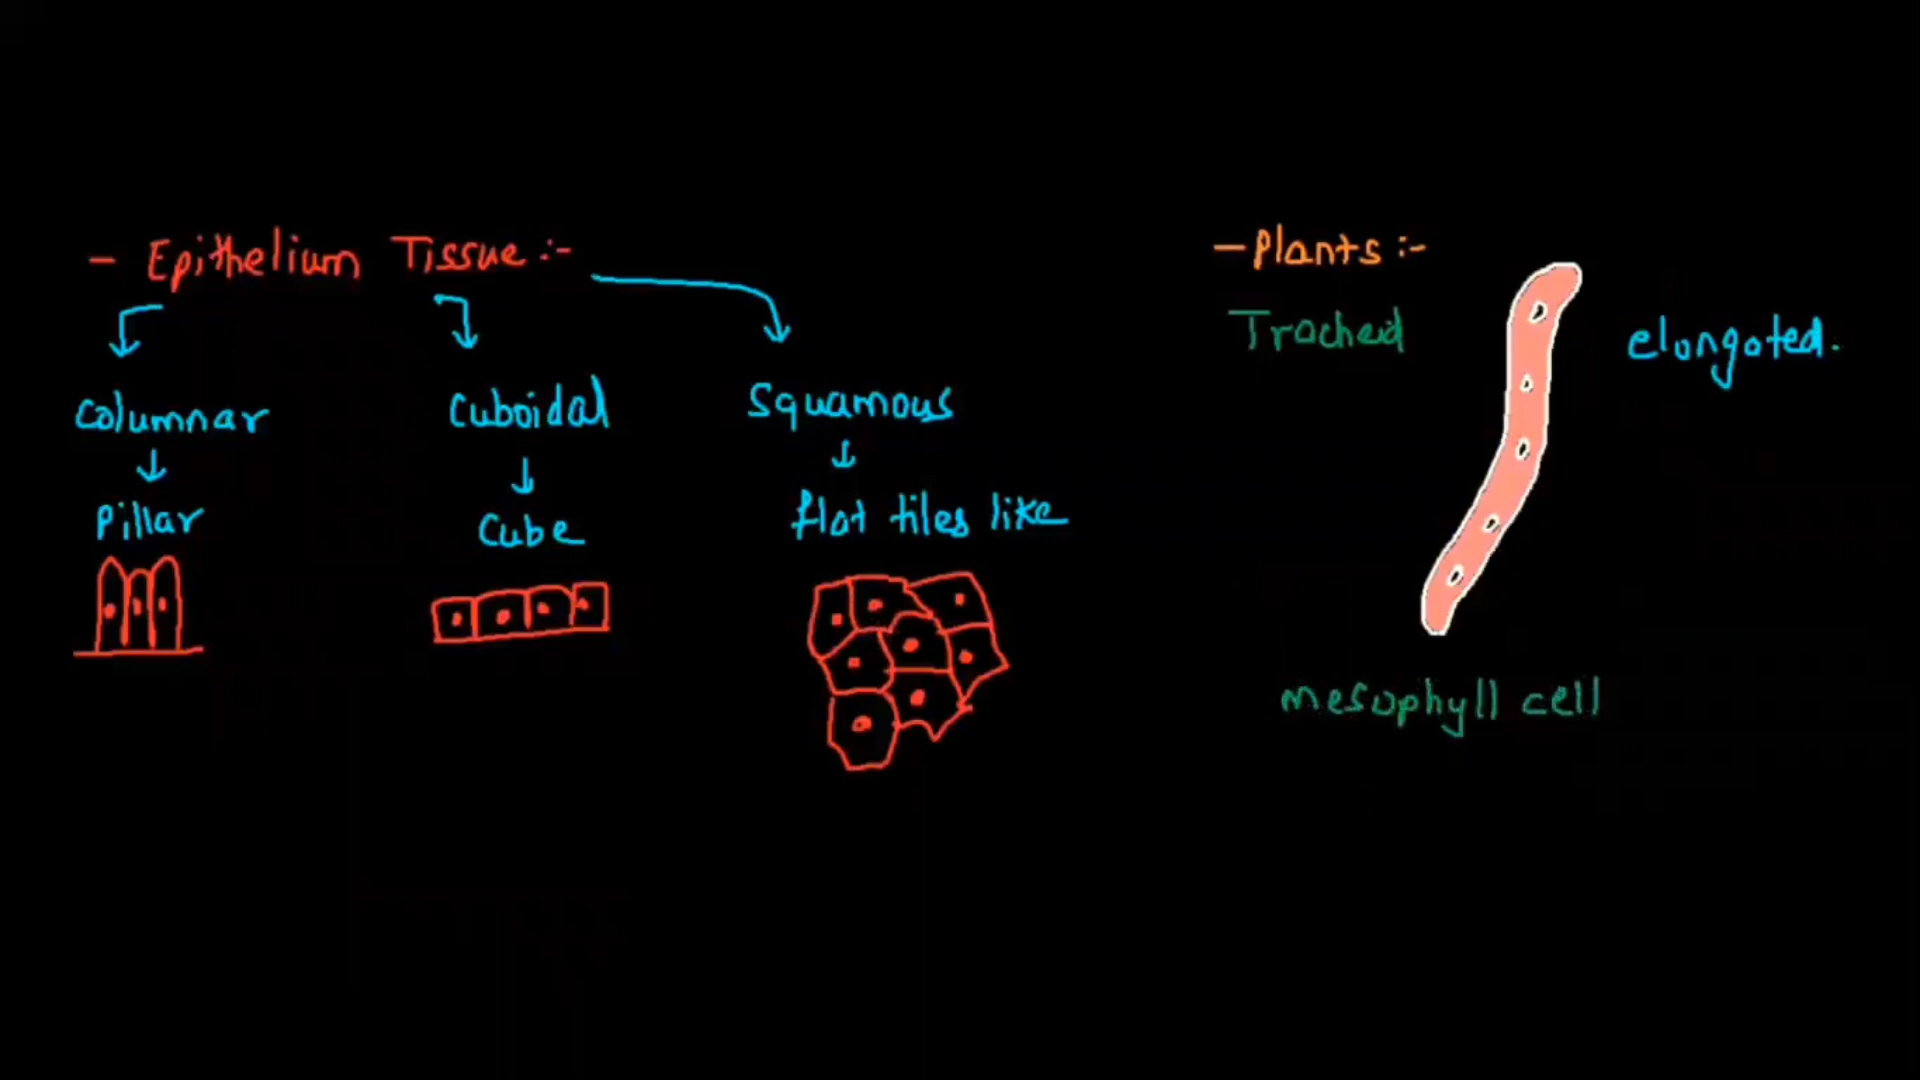 - Epithelium Tissue :-
columnar
Pillar
cuboidal
Cube
Squamous
flat tiles like
- Plants :-
Tracheid
elongated.
mesophyll cell